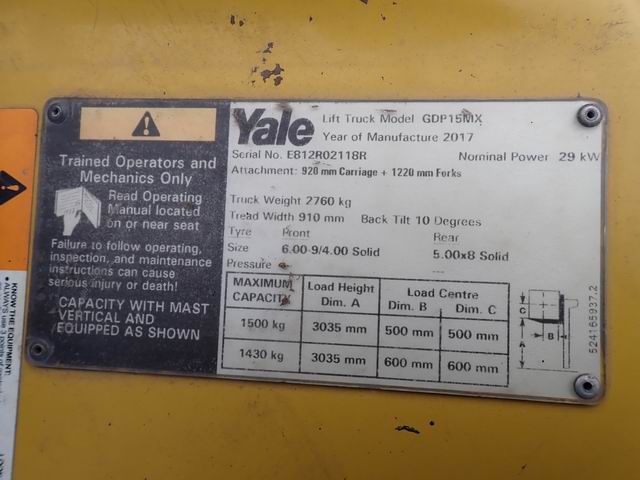 Trained Operators and
Mechanics Only
Read Operating
Manual located
on or near seat
Failure to follow operating,
inspection, and maintenance
instructions can cause
serious injury or death!
CAPACITY WITH MAST
VERTICAL AND
EQUIPPED AS SHOWN
Yale
Lift Truck Model GDP15MX
Year of Manufacture 2017
Serial No. E812R02118R Nominal Power 29 kW
Attachment: 920 mm Carriage + 1220 mm Forks
Truck Weight 2760 kg
Tread Width 910 mm Back Tilt 10 Degrees
Tyre Front Rear
Size 6.00-9/4.00 Solid 5.00x8 Solid
Pressure
MAXIMUM CAPACITY Load Height Dim. A Load Centre Dim. B Dim. C
1500 kg 3035 mm 500 mm 500 mm
1430 kg 3035 mm 600 mm 600 mm
C
B
A
524165937.2
KNOW THE EQUIPMENT: